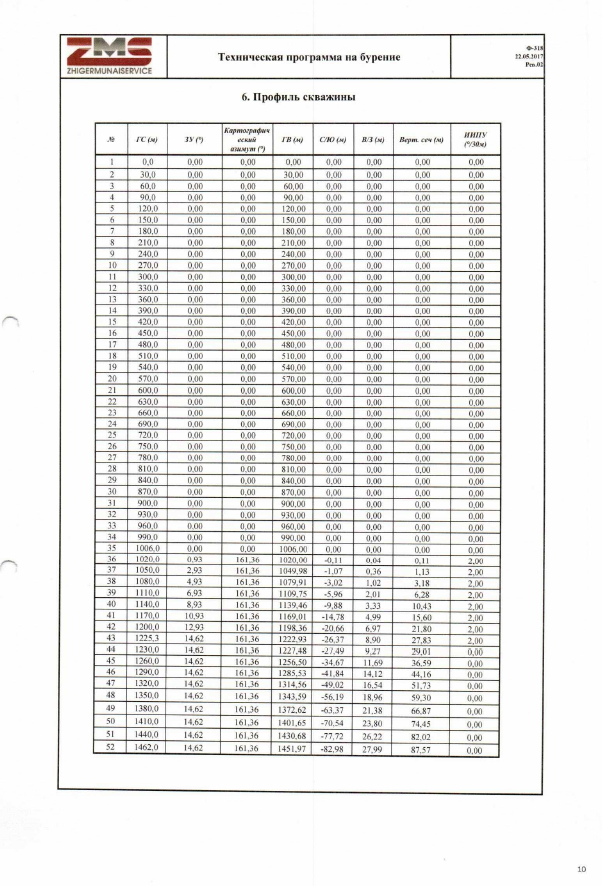 ZMS
ZHIGERMUNAISERVICE
Техническая программа на бурение
Ф-318
22.05.2017
Рев.02
6. Профиль скважины
№ ГС (м) ЗУ (°) Картографический азимут (°) ГВ (м) С/Ю (м) В/З (м) Верт. сеч (м) ИИПУ (°/30м)
1 0,0 0,00 0,00 0,00 0,00 0,00 0,00 0,00
2 30,0 0,00 0,00 30,00 0,00 0,00 0,00 0,00
3 60,0 0,00 0,00 60,00 0,00 0,00 0,00 0,00
4 90,0 0,00 0,00 90,00 0,00 0,00 0,00 0,00
5 120,0 0,00 0,00 120,00 0,00 0,00 0,00 0,00
6 150,0 0,00 0,00 150,00 0,00 0,00 0,00 0,00
7 180,0 0,00 0,00 180,00 0,00 0,00 0,00 0,00
8 210,0 0,00 0,00 210,00 0,00 0,00 0,00 0,00
9 240,0 0,00 0,00 240,00 0,00 0,00 0,00 0,00
10 270,0 0,00 0,00 270,00 0,00 0,00 0,00 0,00
11 300,0 0,00 0,00 300,00 0,00 0,00 0,00 0,00
12 330,0 0,00 0,00 330,00 0,00 0,00 0,00 0,00
13 360,0 0,00 0,00 360,00 0,00 0,00 0,00 0,00
14 390,0 0,00 0,00 390,00 0,00 0,00 0,00 0,00
15 420,0 0,00 0,00 420,00 0,00 0,00 0,00 0,00
16 450,0 0,00 0,00 450,00 0,00 0,00 0,00 0,00
17 480,0 0,00 0,00 480,00 0,00 0,00 0,00 0,00
18 510,0 0,00 0,00 510,00 0,00 0,00 0,00 0,00
19 540,0 0,00 0,00 540,00 0,00 0,00 0,00 0,00
20 570,0 0,00 0,00 570,00 0,00 0,00 0,00 0,00
21 600,0 0,00 0,00 600,00 0,00 0,00 0,00 0,00
22 630,0 0,00 0,00 630,00 0,00 0,00 0,00 0,00
23 660,0 0,00 0,00 660,00 0,00 0,00 0,00 0,00
24 690,0 0,00 0,00 690,00 0,00 0,00 0,00 0,00
25 720,0 0,00 0,00 720,00 0,00 0,00 0,00 0,00
26 750,0 0,00 0,00 750,00 0,00 0,00 0,00 0,00
27 780,0 0,00 0,00 780,00 0,00 0,00 0,00 0,00
28 810,0 0,00 0,00 810,00 0,00 0,00 0,00 0,00
29 840,0 0,00 0,00 840,00 0,00 0,00 0,00 0,00
30 870,0 0,00 0,00 870,00 0,00 0,00 0,00 0,00
31 900,0 0,00 0,00 900,00 0,00 0,00 0,00 0,00
32 930,0 0,00 0,00 930,00 0,00 0,00 0,00 0,00
33 960,0 0,00 0,00 960,00 0,00 0,00 0,00 0,00
34 990,0 0,00 0,00 990,00 0,00 0,00 0,00 0,00
35 1006,0 0,00 0,00 1006,00 0,00 0,00 0,00 0,00
36 1020,0 0,93 161,36 1020,00 -0,11 0,04 0,11 2,00
37 1050,0 2,93 161,36 1049,98 -1,07 0,36 1,13 2,00
38 1080,0 4,93 161,36 1079,91 -3,02 1,02 3,18 2,00
39 1110,0 6,93 161,36 1109,75 -5,96 2,01 6,28 2,00
40 1140,0 8,93 161,36 1139,46 -9,88 3,33 10,43 2,00
41 1170,0 10,93 161,36 1169,01 -14,78 4,99 15,60 2,00
42 1200,0 12,93 161,36 1198,36 -20,66 6,97 21,80 2,00
43 1225,3 14,62 161,36 1222,93 -26,37 8,90 27,83 2,00
44 1230,0 14,62 161,36 1227,48 -27,49 9,27 29,01 0,00
45 1260,0 14,62 161,36 1256,50 -34,67 11,69 36,59 0,00
46 1290,0 14,62 161,36 1285,53 -41,84 14,12 44,16 0,00
47 1320,0 14,62 161,36 1314,56 -49,02 16,54 51,73 0,00
48 1350,0 14,62 161,36 1343,59 -56,19 18,96 59,30 0,00
49 1380,0 14,62 161,36 1372,62 -63,37 21,38 66,87 0,00
50 1410,0 14,62 161,36 1401,65 -70,54 23,80 74,45 0,00
51 1440,0 14,62 161,36 1430,68 -77,72 26,22 82,02 0,00
52 1462,0 14,62 161,36 1451,97 -82,98 27,99 87,57 0,00
10